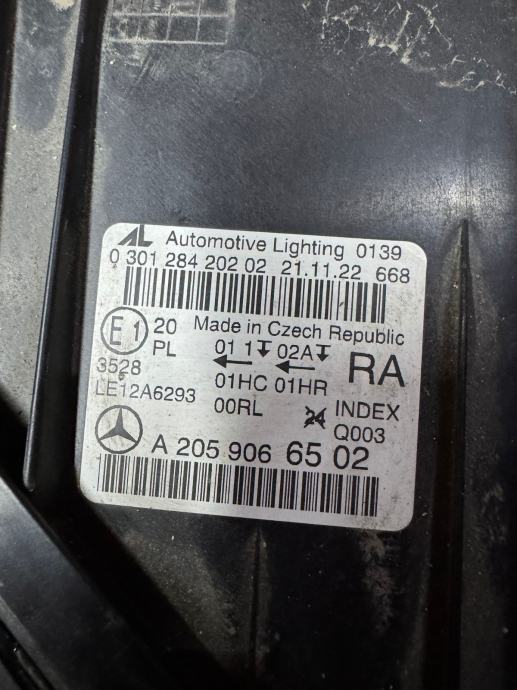 AL Automotive Lighting 0139
0 301 284 202 02 21.11.22 668
E1 20 Made in Czech Republic
PL 01 1 02A RA
3528
01HC 01HR
LE12A6293
00RL 24 INDEX
Q003
A 205 906 65 02